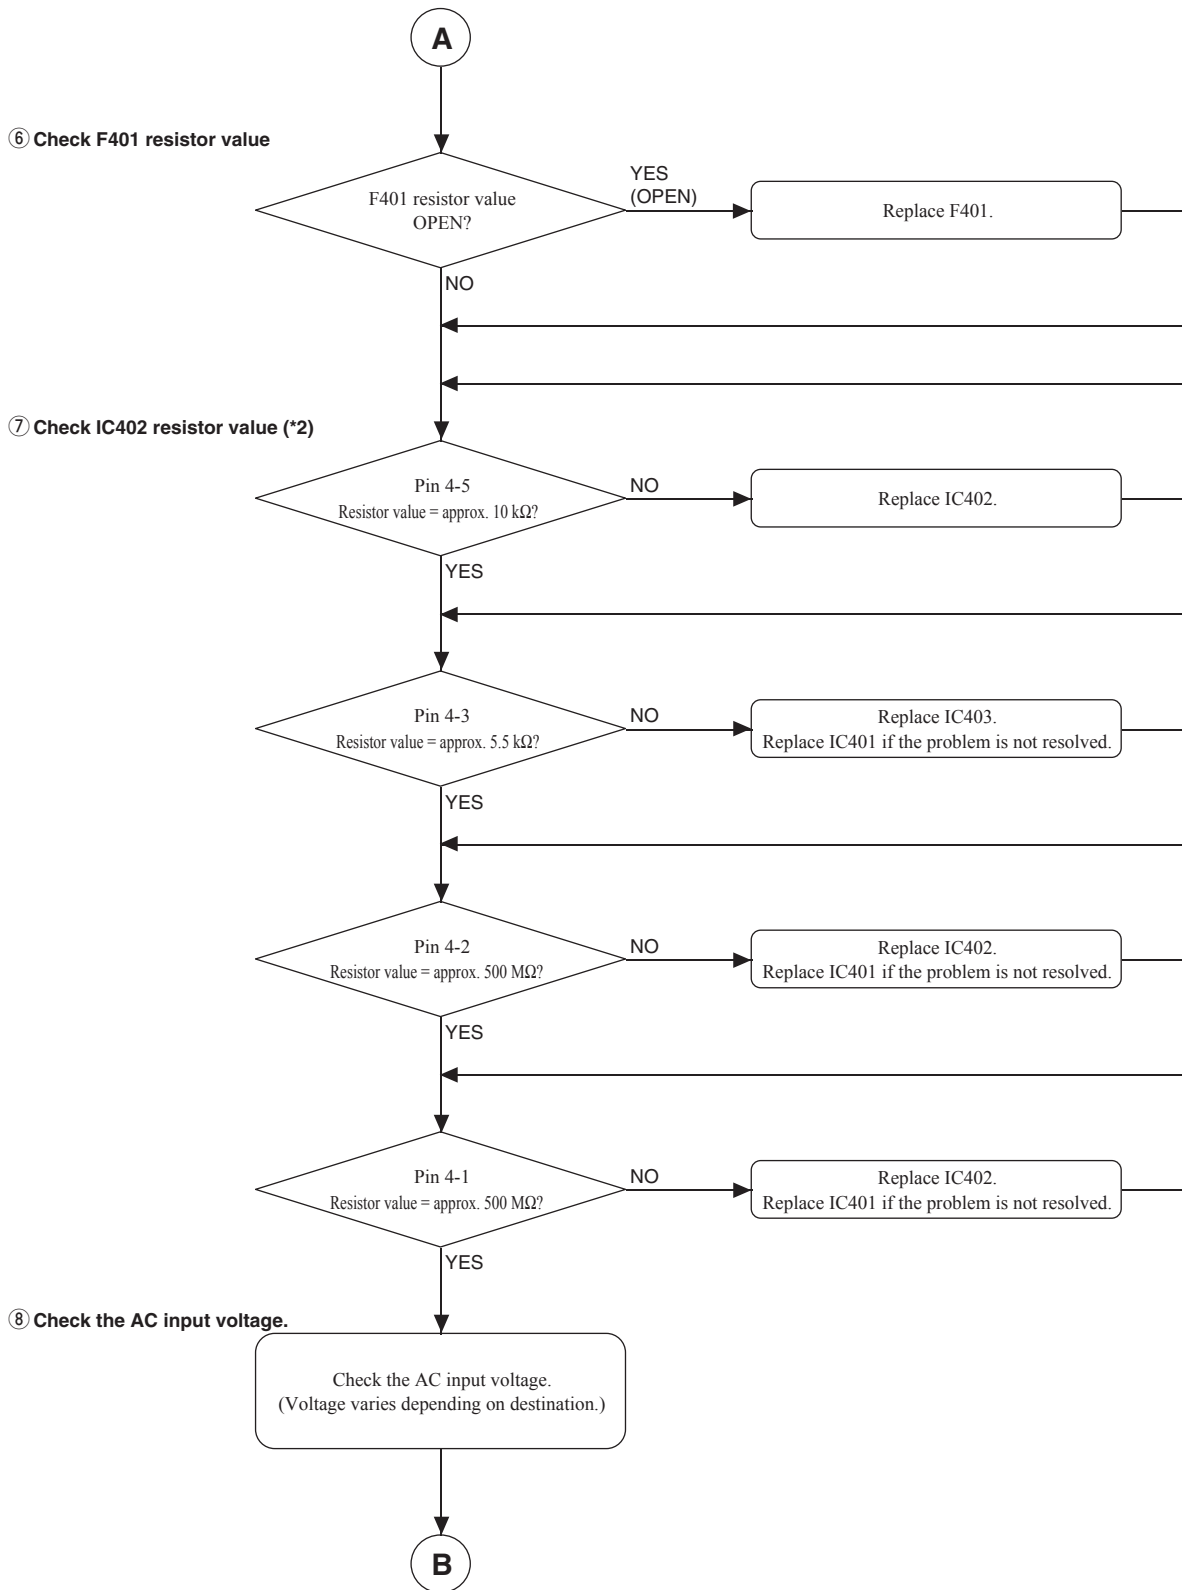 A
⑥ Check F401 resistor value
F401 resistor value
OPEN?
YES
(OPEN)
Replace F401.
NO
⑦ Check IC402 resistor value (*2)
Pin 4-5
Resistor value = approx. 10 kΩ?
NO
Replace IC402.
YES
Pin 4-3
Resistor value = approx. 5.5 kΩ?
NO
Replace IC403.
Replace IC401 if the problem is not resolved.
YES
Pin 4-2
Resistor value = approx. 500 MΩ?
NO
Replace IC402.
Replace IC401 if the problem is not resolved.
YES
Pin 4-1
Resistor value = approx. 500 MΩ?
NO
Replace IC402.
Replace IC401 if the problem is not resolved.
YES
⑧ Check the AC input voltage.
Check the AC input voltage.
(Voltage varies depending on destination.)
B